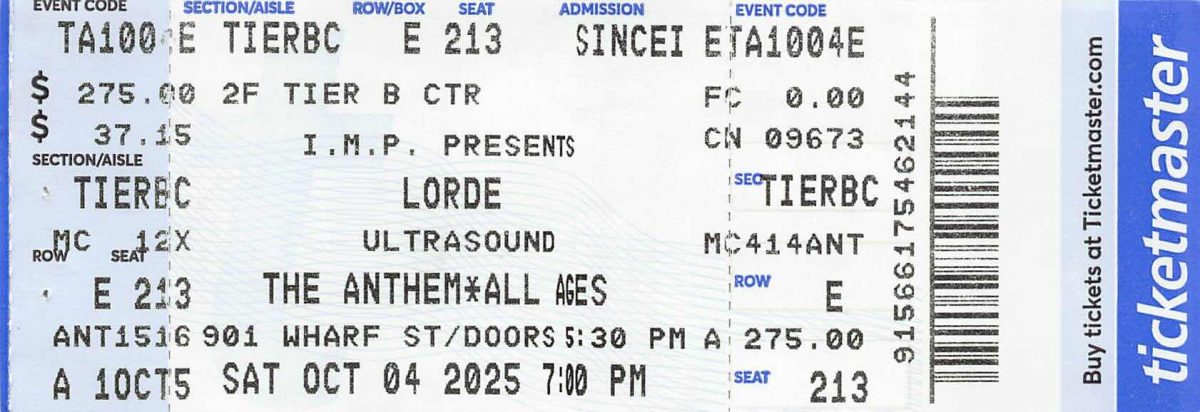 EVENT CODE SECTION/AISLE ROW/BOX SEAT ADMISSION EVENT CODE
TA1004E TIERBC E 213 SINCEI ETA1004E
$ 275.00 2F TIER B CTR FC 0.00
$ 37.15 I.M.P. PRESENTS CN 09673
SECTION/AISLE
TIERBC LORDE SEC TIERBC
MC 12X ULTRASOUND MC414ANT
ROW SEAT
E 213 THE ANTHEM*ALL AGES ROW E
ANT1516 901 WHARF ST/DOORS 5:30 PM A 275.00
A 1OCT5 SAT OCT 04 2025 7:00 PM SEAT 213
915661754621 44
Buy tickets at Ticketmaster.com
ticketmaster